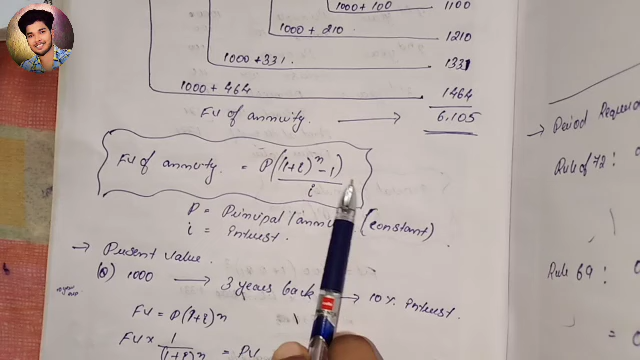 1000 + 100 1100
1000 + 210 1210
1000 + 331. 1331
1000 + 464 1464
FV of annuity. → 6,105
FV of annuity. = P((1+i)^n - 1) / i
P = Principal / annu (constant)
i = interest.
→ Present value.
(Q) 1000 → 3 years back → 10% interest.
FV = P(1+i)^n
FV × 1/(1+i)^n = PV
→ Period Require
Rule of 72 :
Rule 69 :
=